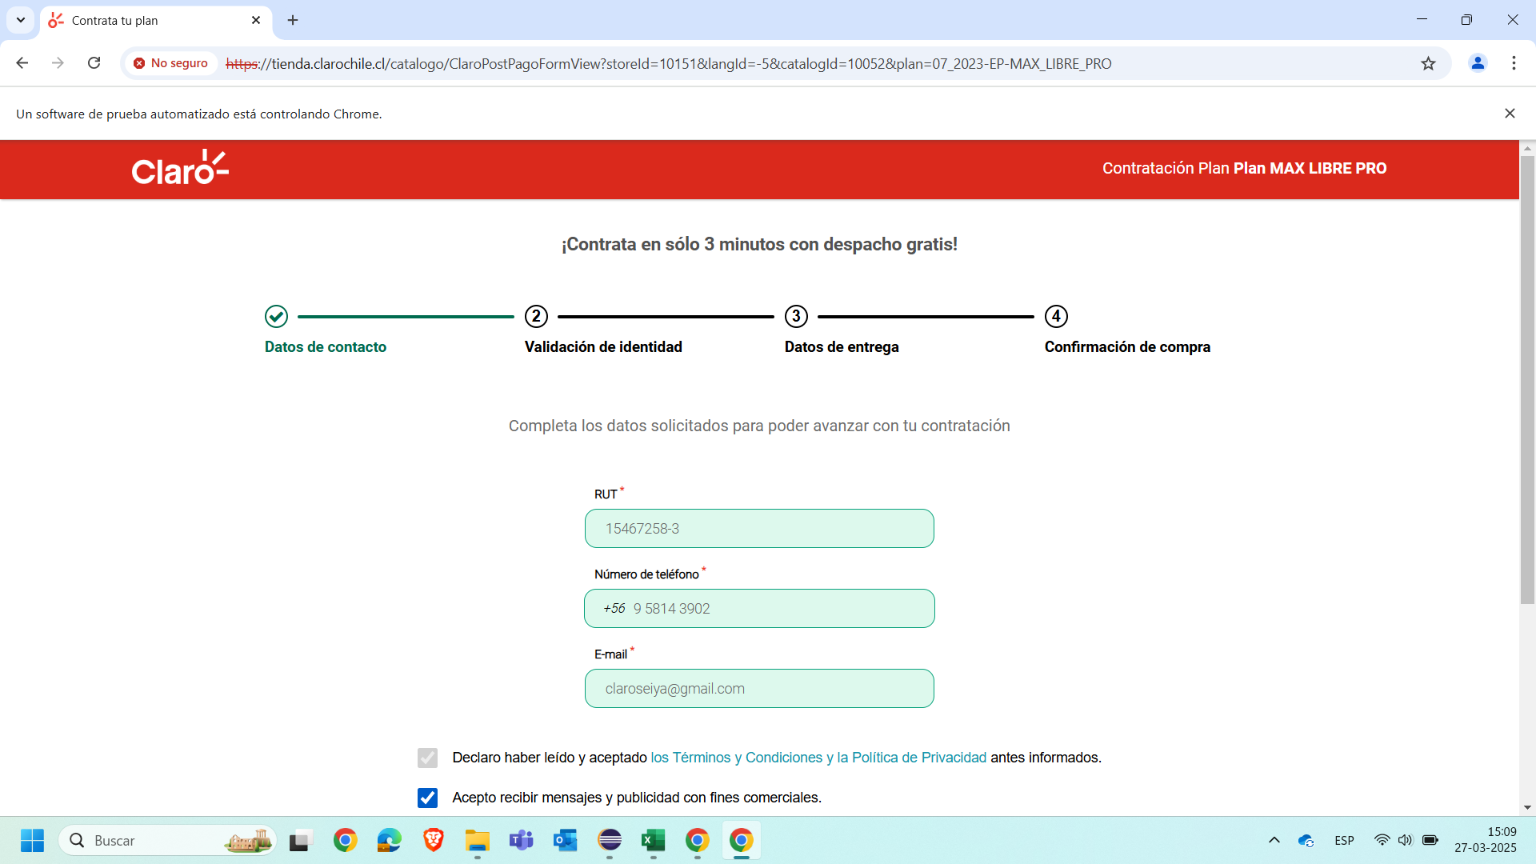 Contrata tu plan
No seguro
https://tienda.clarochile.cl/catalogo/ClaroPostPagoFormView?storeId=10151&langId=-5&catalogId=10052&plan=07_2023-EP-MAX_LIBRE_PRO
Un software de prueba automatizado está controlando Chrome.
Claro
Contratación Plan Plan MAX LIBRE PRO
¡Contrata en sólo 3 minutos con despacho gratis!
2 3 4
Datos de contacto Validación de identidad Datos de entrega Confirmación de compra
Completa los datos solicitados para poder avanzar con tu contratación
RUT *
15467258-3
Número de teléfono *
+56 9 5814 3902
E-mail *
claroseiya@gmail.com
Declaro haber leído y aceptado los Términos y Condiciones y la Política de Privacidad antes informados.
Acepto recibir mensajes y publicidad con fines comerciales.
Buscar
ESP
15:09
27-03-2025